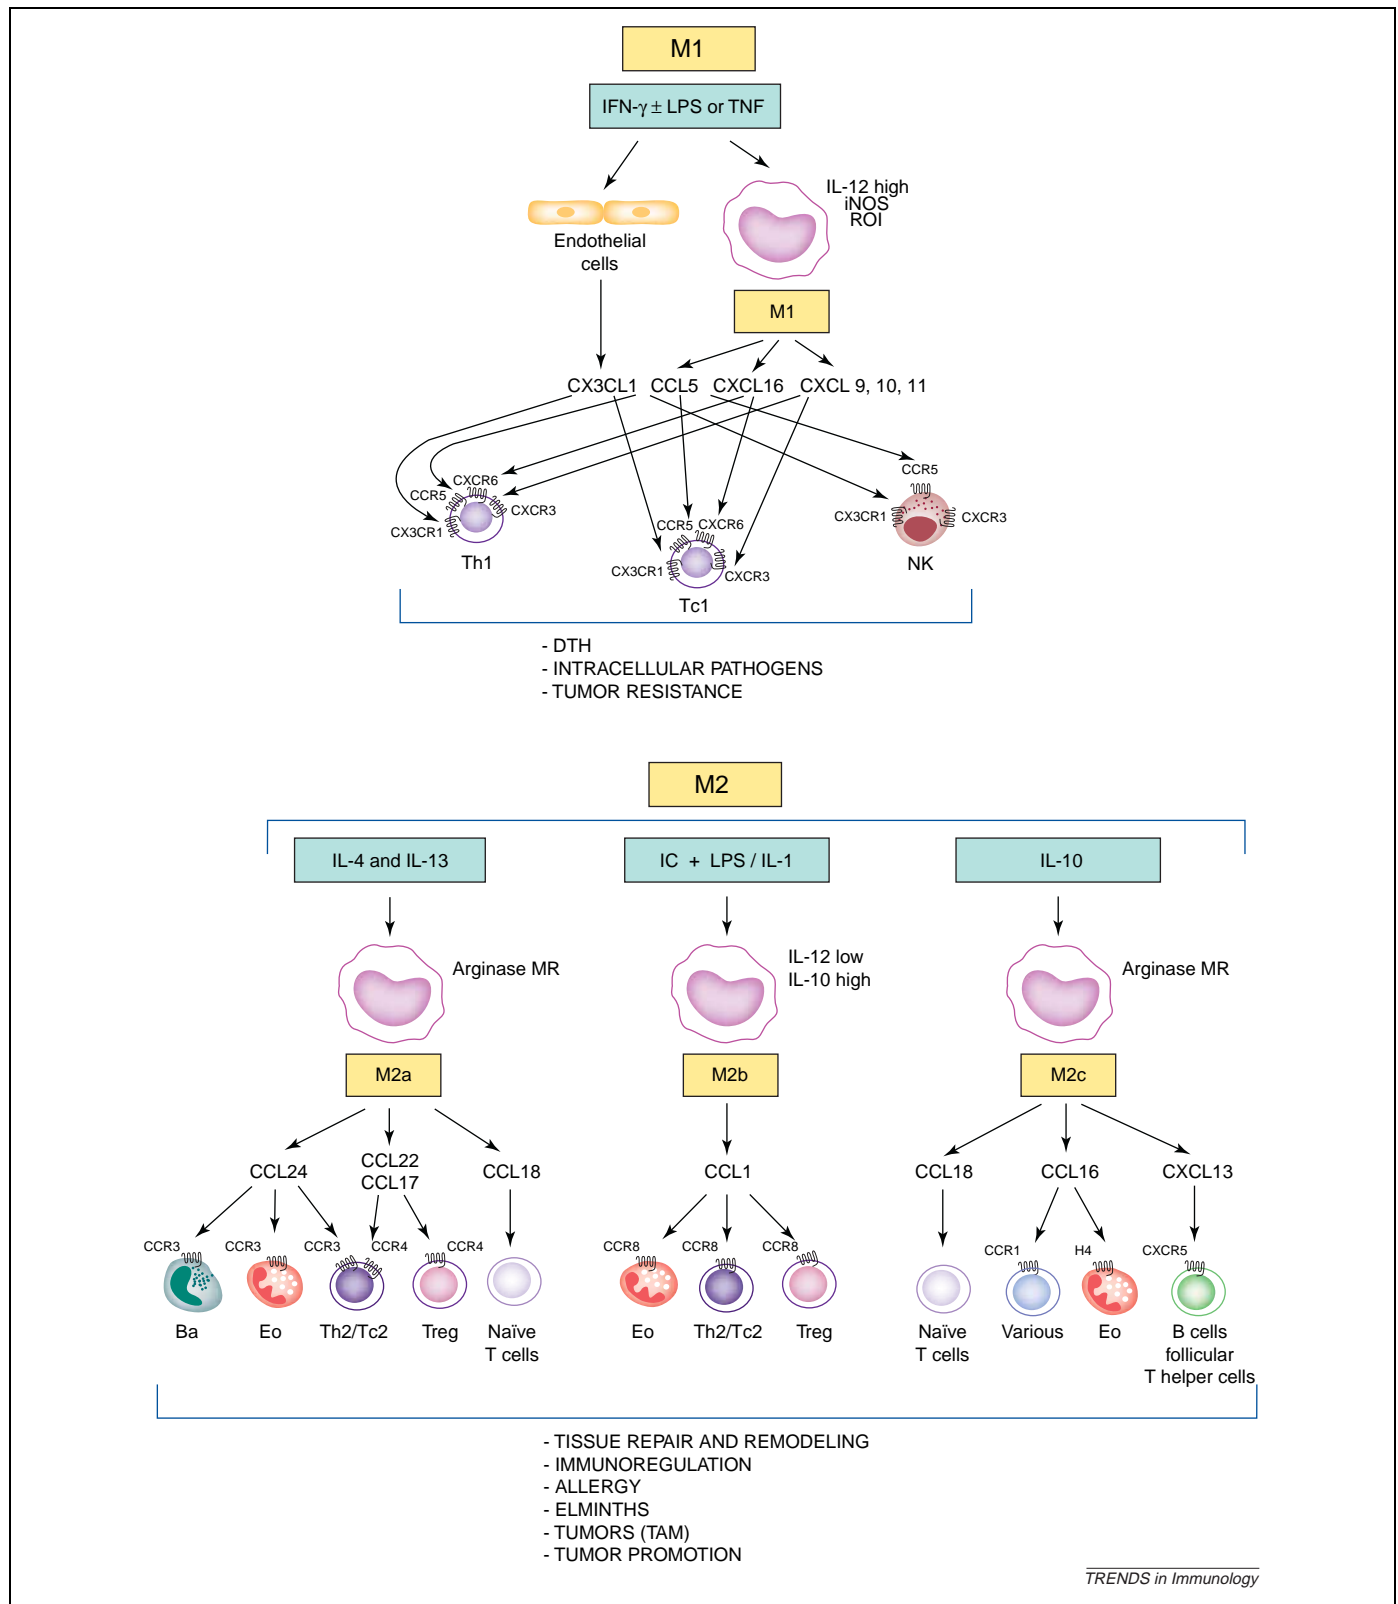 M1
IFN-γ ± LPS or TNF
IL-12 high
iNOS
ROI
Endothelial
cells
M1
CX3CL1 CCL5 CXCL16 CXCL 9, 10, 11
CXCR6
CCR5
CXCR3
CX3CR1
Th1
CCR5 CXCR6
CX3CR1
CXCR3
Tc1
CCR5
CX3CR1
CXCR3
NK
- DTH
- INTRACELLULAR PATHOGENS
- TUMOR RESISTANCE
M2
IL-4 and IL-13
IC + LPS / IL-1
IL-10
Arginase MR
IL-12 low
IL-10 high
Arginase MR
M2a
M2b
M2c
CCL24
CCL22
CCL17
CCL18
CCL1
CCL18
CCL16
CXCL13
CCR3
CCR3
CCR3
CCR4
CCR4
CCR8
CCR8
CCR8
CCR1
H4
CXCR5
Ba
Eo
Th2/Tc2
Treg
Naïve
T cells
Eo
Th2/Tc2
Treg
Naïve
T cells
Various
Eo
B cells
follicular
T helper cells
- TISSUE REPAIR AND REMODELING
- IMMUNOREGULATION
- ALLERGY
- ELMINTHS
- TUMORS (TAM)
- TUMOR PROMOTION
TRENDS in Immunology